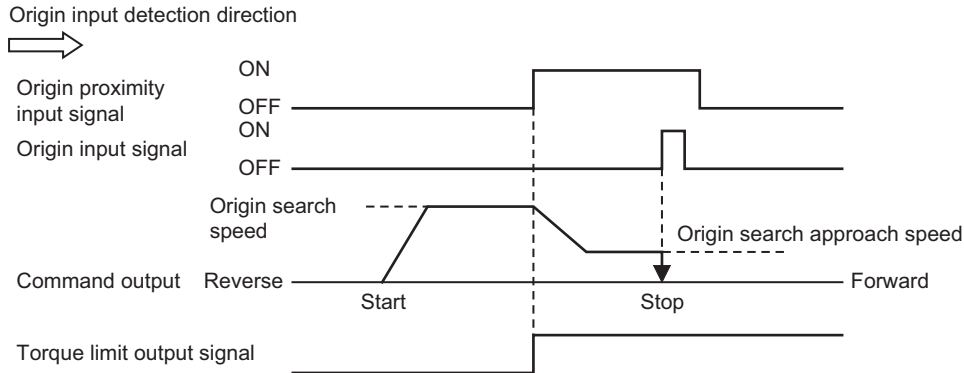 Origin input detection direction
ON
Origin proximity
input signal
OFF
ON
Origin input signal
OFF
Origin search
speed
Origin search approach speed
Command output
Reverse
Forward
Start
Stop
Torque limit output signal